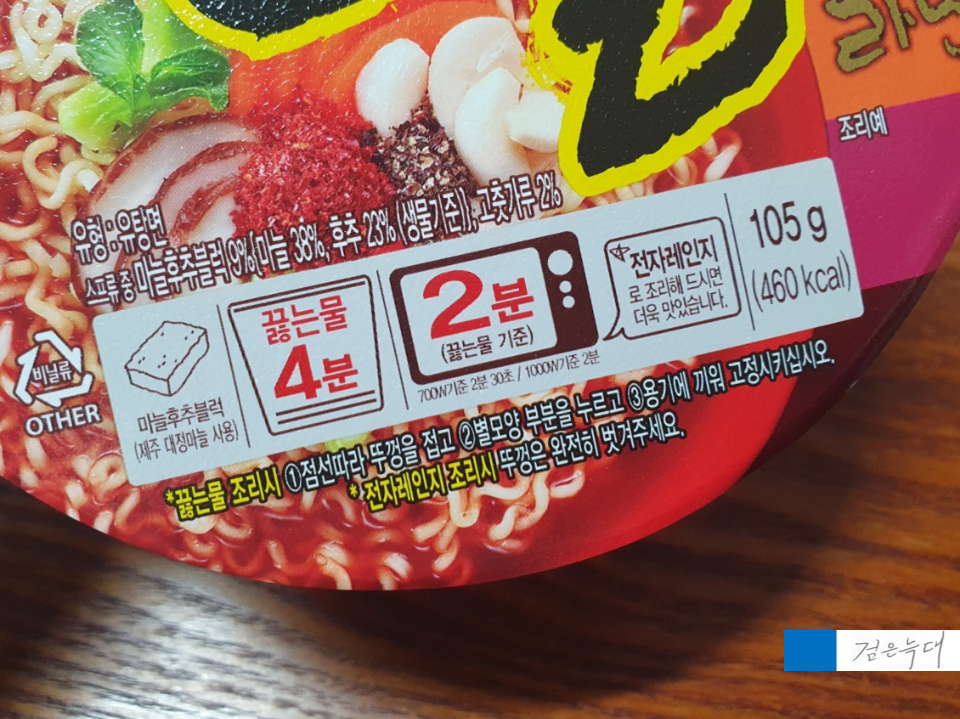 라면
조리예
유형 : 유탕면
스프류 중 마늘후추블럭 9%(마늘 38%, 후추 23% (생물기준)), 고춧가루 2%
마늘후추블럭
(제주 대정마늘 사용)
끓는물
4분
2분
(끓는물 기준)
700W기준 2분 30초 / 1000W기준 2분
전자레인지
로 조리해 드시면
더욱 맛있습니다.
105 g
(460 kcal)
비닐류
OTHER
*끓는물 조리시 ①점선따라 뚜껑을 접고 ②별모양 부분을 누르고 ③용기에 끼워 고정시키십시오.
* 전자레인지 조리시 뚜껑은 완전히 벗겨주세요.
검은늑대